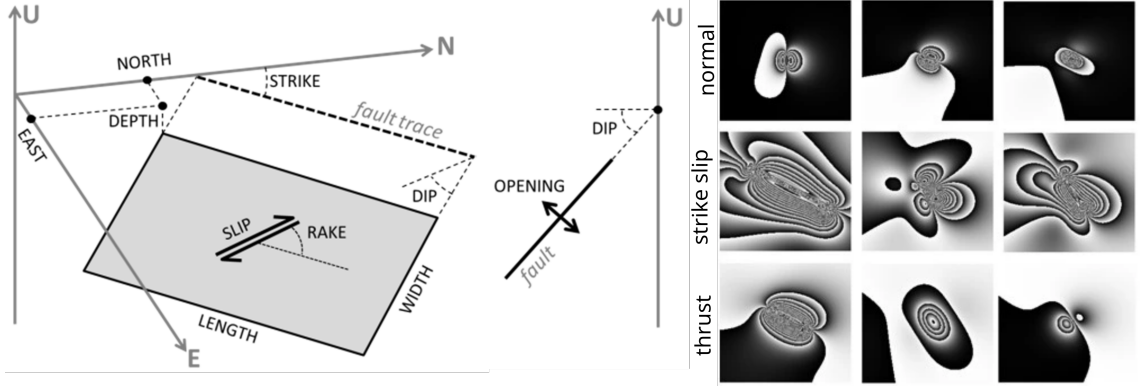 U
N
NORTH
STRIKE
DEPTH
fault trace
EAST
DIP
SLIP
RAKE
WIDTH
LENGTH
E
U
DIP
OPENING
fault
normal
strike slip
thrust